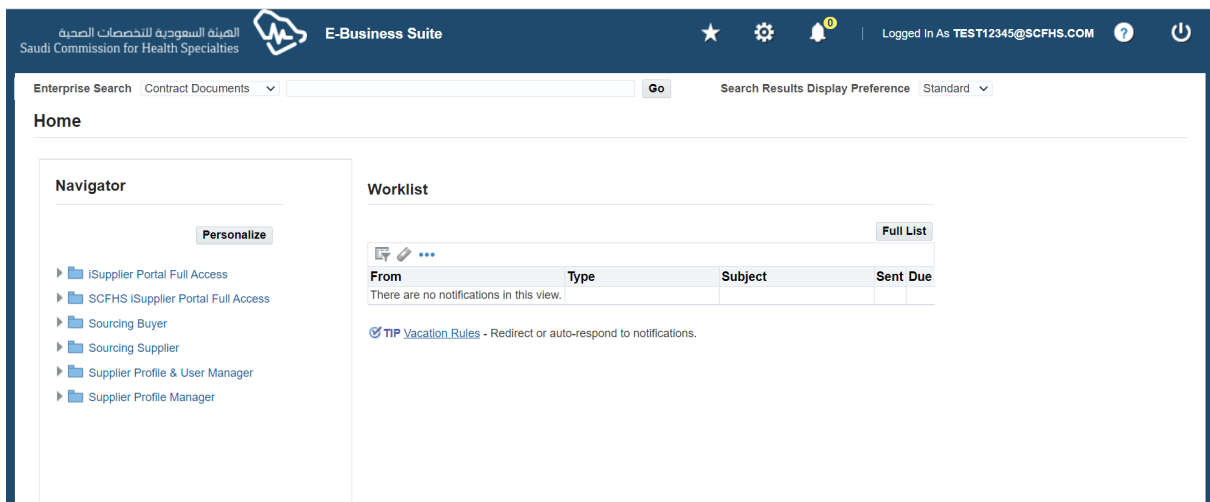 الهيئة السعودية للتخصصات الصحية
Saudi Commission for Health Specialties
E-Business Suite
0
Logged In As TEST12345@SCFHS.COM
?
Enterprise Search Contract Documents Go Search Results Display Preference Standard
Home
Navigator
Personalize
iSupplier Portal Full Access
SCFHS iSupplier Portal Full Access
Sourcing Buyer
Sourcing Supplier
Supplier Profile & User Manager
Supplier Profile Manager
Worklist
Full List
From Type Subject Sent Due
There are no notifications in this view.
TIP Vacation Rules - Redirect or auto-respond to notifications.